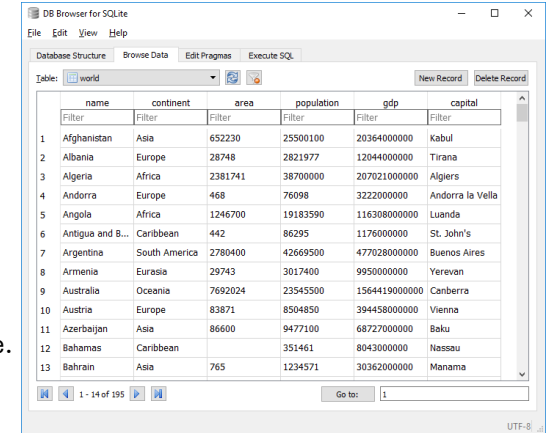 DB Browser for SQLite
File Edit View Help
Database Structure Browse Data Edit Pragmas Execute SQL
Table: world New Record Delete Record
name continent area population gdp capital
Filter Filter Filter Filter Filter Filter
1 Afghanistan Asia 652230 25500100 20364000000 Kabul
2 Albania Europe 28748 2821977 12044000000 Tirana
3 Algeria Africa 2381741 38700000 207021000000 Algiers
4 Andorra Europe 468 76098 3222000000 Andorra la Vella
5 Angola Africa 1246700 19183590 116308000000 Luanda
6 Antigua and B... Caribbean 442 86295 1176000000 St. John's
7 Argentina South America 2780400 42669500 477028000000 Buenos Aires
8 Armenia Eurasia 29743 3017400 9950000000 Yerevan
9 Australia Oceania 7692024 23545500 1564419000000 Canberra
10 Austria Europe 83871 8504850 394458000000 Vienna
11 Azerbaijan Asia 86600 9477100 68727000000 Baku
e.
12 Bahamas Caribbean 351461 8043000000 Nassau
13 Bahrain Asia 765 1234571 30362000000 Manama
1 - 14 of 195 Go to: 1
UTF-8